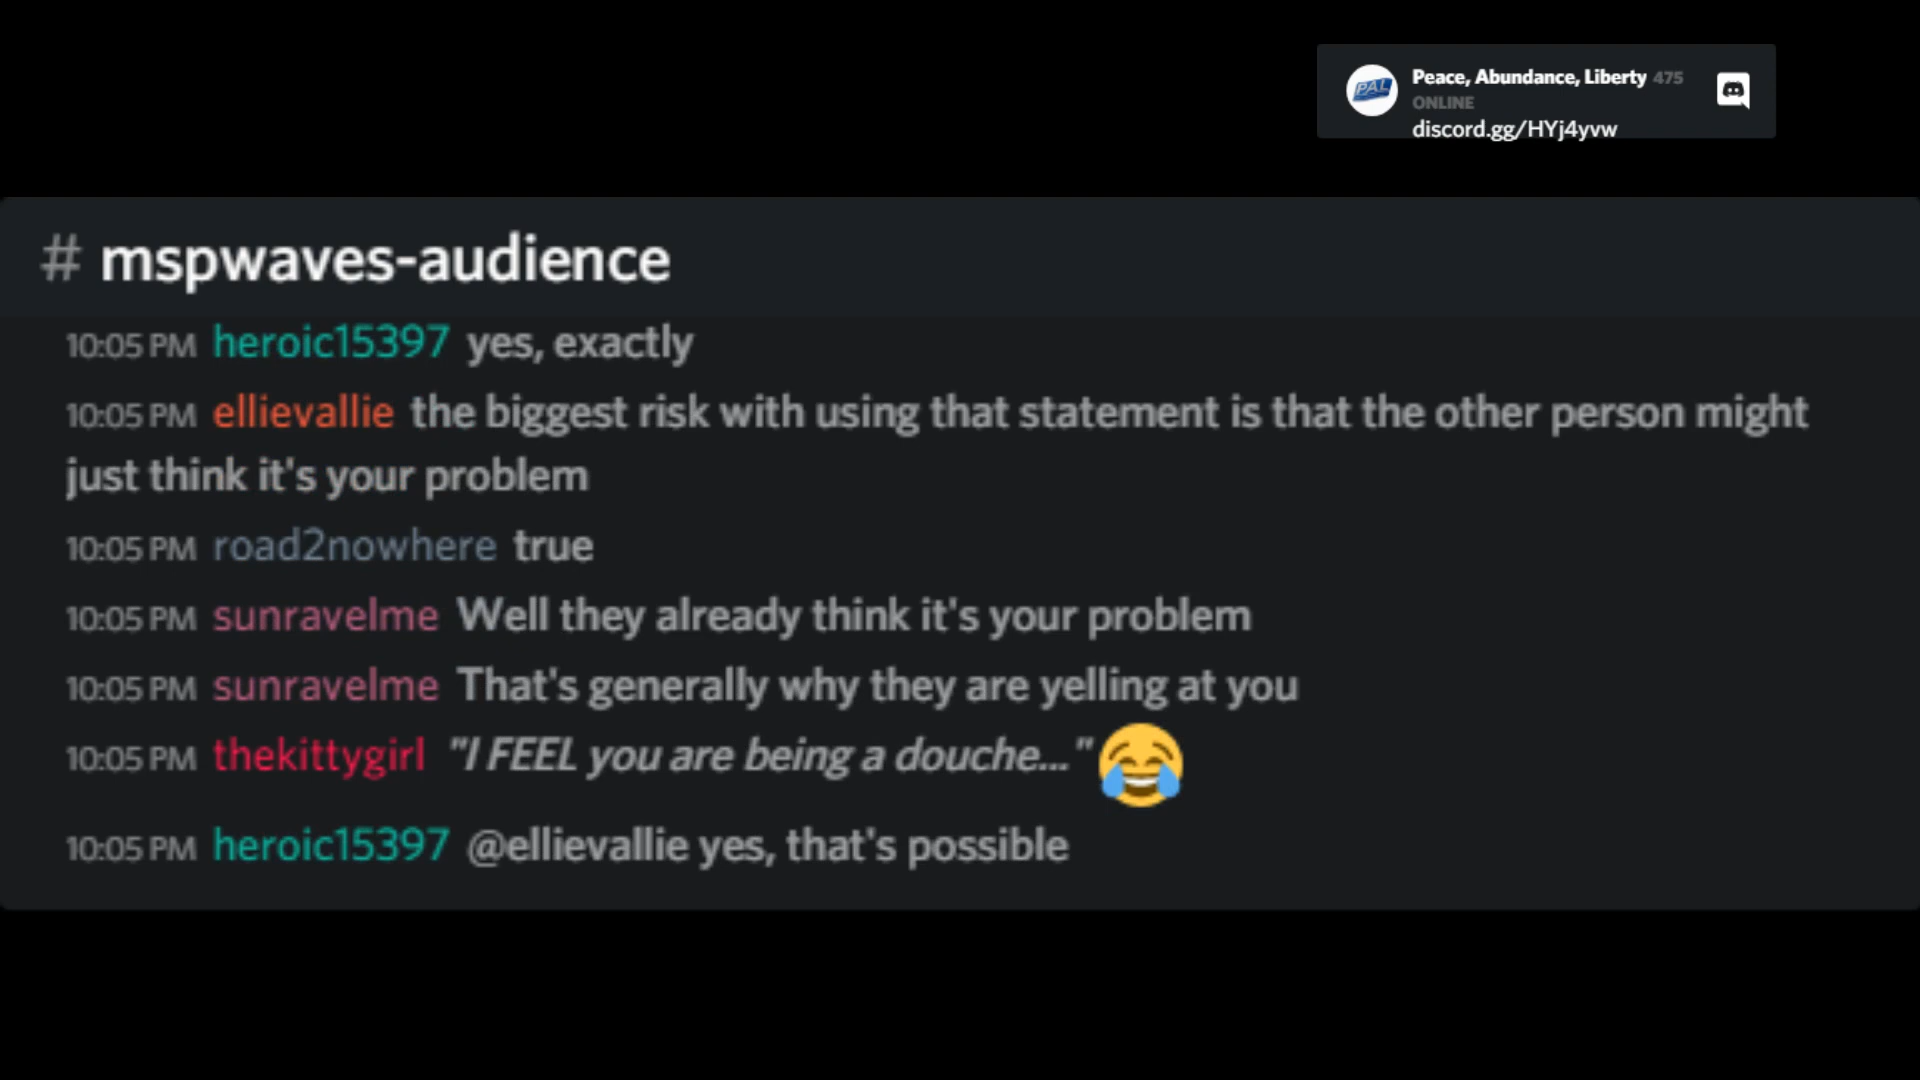 Peace, Abundance, Liberty 475
PAL
ONLINE
discord.gg/HYj4yvw
# mspwaves-audience
10:05 PM heroic15397 yes, exactly
10:05 PM ellievallie the biggest risk with using that statement is that the other person might
just think it's your problem
10:05 PM road2nowhere true
10:05 PM sunravelme Well they already think it's your problem
10:05 PM sunravelme That's generally why they are yelling at you
10:05 PM thekittygirl "I FEEL you are being a douche..." 😂
10:05 PM heroic15397 @ellievallie yes, that's possible